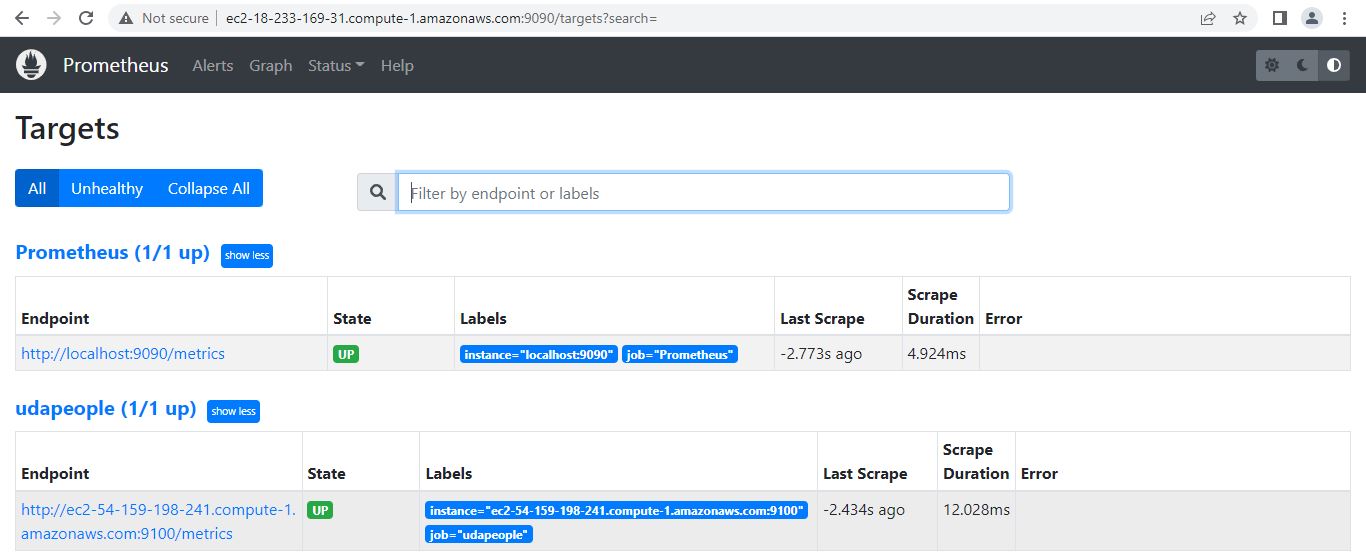 Not secure | ec2-18-233-169-31.compute-1.amazonaws.com:9090/targets?search=
Prometheus Alerts Graph Status Help
Targets
All Unhealthy Collapse All
Filter by endpoint or labels
Prometheus (1/1 up) show less
Scrape
Endpoint State Labels Last Scrape Duration Error
http://localhost:9090/metrics UP instance="localhost:9090" job="Prometheus" -2.773s ago 4.924ms
udapeople (1/1 up) show less
Scrape
Endpoint State Labels Last Scrape Duration Error
http://ec2-54-159-198-241.compute-1. UP instance="ec2-54-159-198-241.compute-1.amazonaws.com:9100" -2.434s ago 12.028ms
amazonaws.com:9100/metrics job="udapeople"